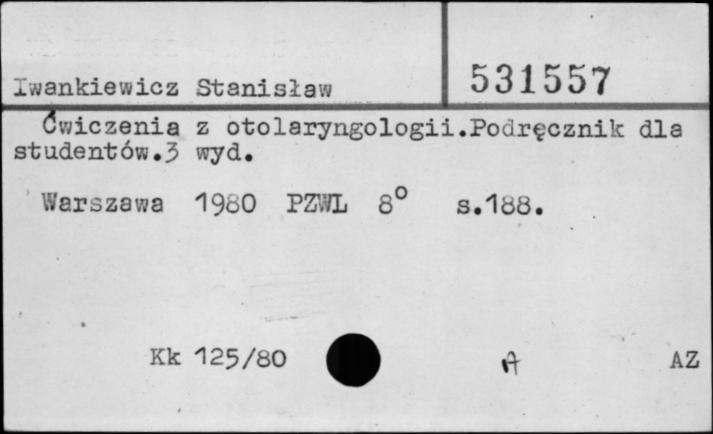 Iwankiewicz Stanisław
531557
Ćwiczenia z otolaryngologii.Podręcznik dla
studentów.3 wyd.
Warszawa 1980 PZWL 8° s.188.
Kk 125/80
A
AZ